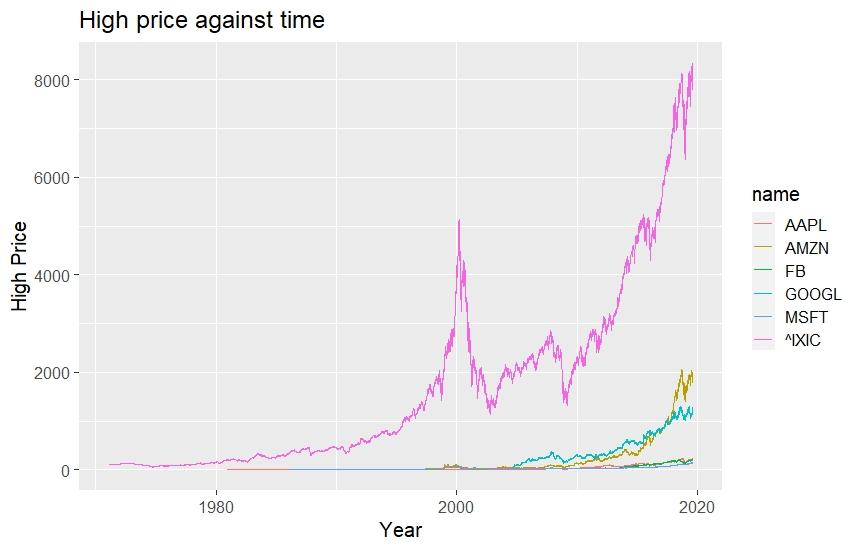 High price against time
High Price
8000
6000
4000
2000
0
1980
2000
2020
Year
name
AAPL
AMZN
FB
GOOGL
MSFT
^IXIC